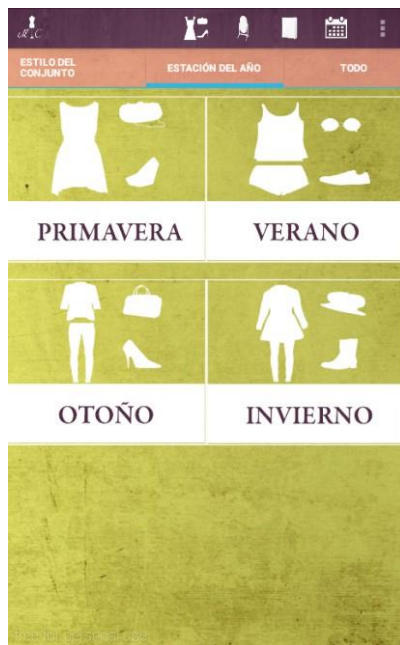 M.C
ESTILO DEL
CONJUNTO
ESTACIÓN DEL AÑO
TODO
PRIMAVERA
VERANO
OTOÑO
INVIERNO